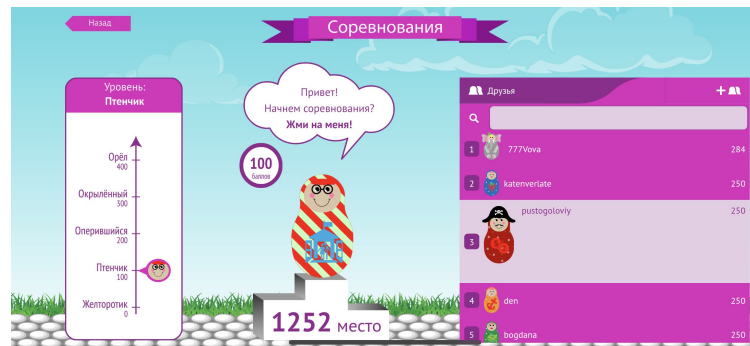 Назад
Соревнования
Уровень:
Птенчик
Орёл
400
Окрылённый
300
Оперившийся
200
Птенчик
100
Желторотик
0
Привет!
Начнем соревнования?
Жми на меня!
100
баллов
1252 место
Друзья
1 777Vova 284
2 katenverlate 250
3 pustogoloviy 250
4 den 250
5 bogdana 250